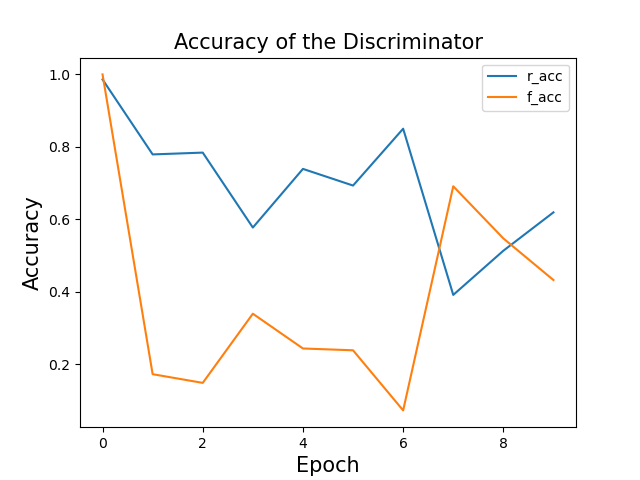 Accuracy of the Discriminator
r_acc
f_acc
1.0
0.8
0.6
0.4
0.2
Accuracy
0 2 4 6 8
Epoch